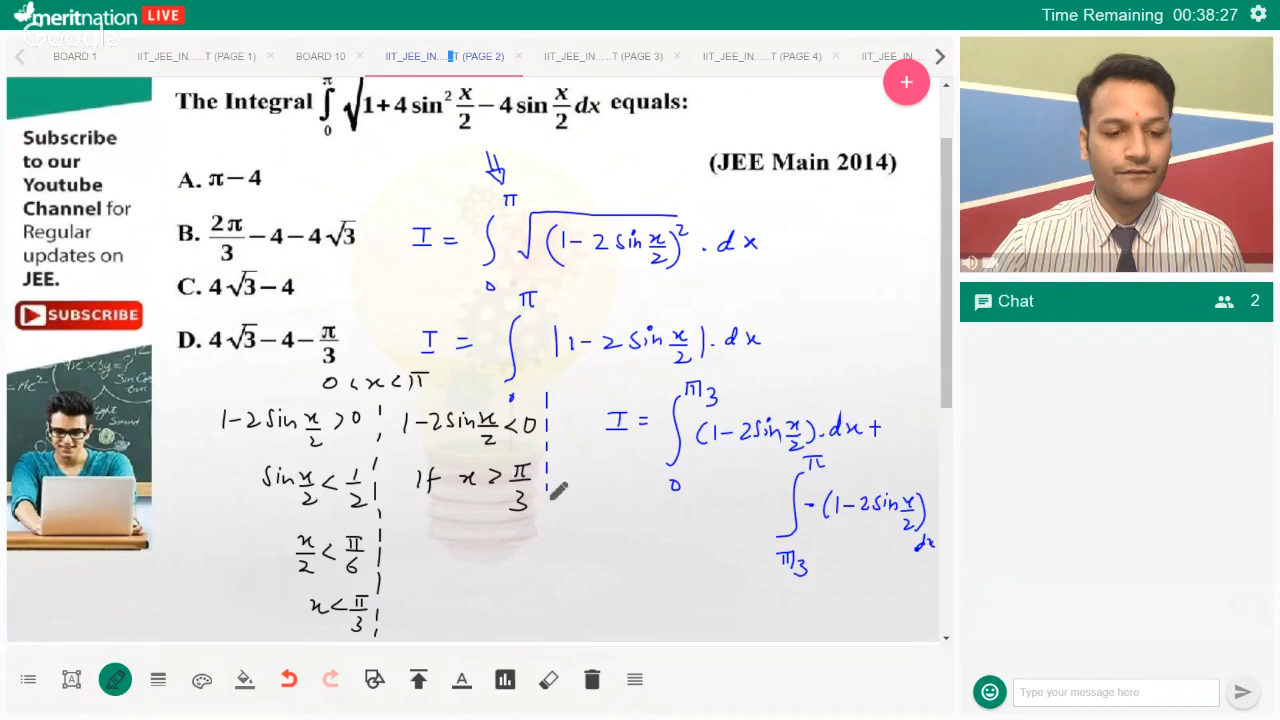 meritnation LIVE
Google
Time Remaining 00:38:27
BOARD 1
IIT_JEE_IN......T (PAGE 1) ×
BOARD 10 ×
IIT_JEE_IN......T (PAGE 2) ×
IIT_JEE_IN......T (PAGE 3) ×
IIT_JEE_IN......T (PAGE 4) ×
IIT_JEE_IN...
+
Subscribe
to our
Youtube
Channel for
Regular
updates on
JEE.
SUBSCRIBE
The Integral ∫₀^π √(1+4 sin² x/2 − 4 sin x/2) dx equals:
(JEE Main 2014)
A. π − 4
B. 2π/3 − 4 − 4√3
C. 4√3 − 4
D. 4√3 − 4 − π/3
I = ∫₀^π √((1 − 2 sin x/2)²) . dx
I = ∫₀^π |1 − 2 sin x/2| . dx
0 < x < π
1 − 2 sin x/2 > 0
sin x/2 < 1/2
x/2 < π/6
x < π/3
1 − 2 sin x/2 < 0
if x > π/3
I = ∫₀^π/3 (1 − 2 sin x/2) . dx +
∫π/3^π −(1 − 2 sin x/2) dx
Chat 2
Type your message here